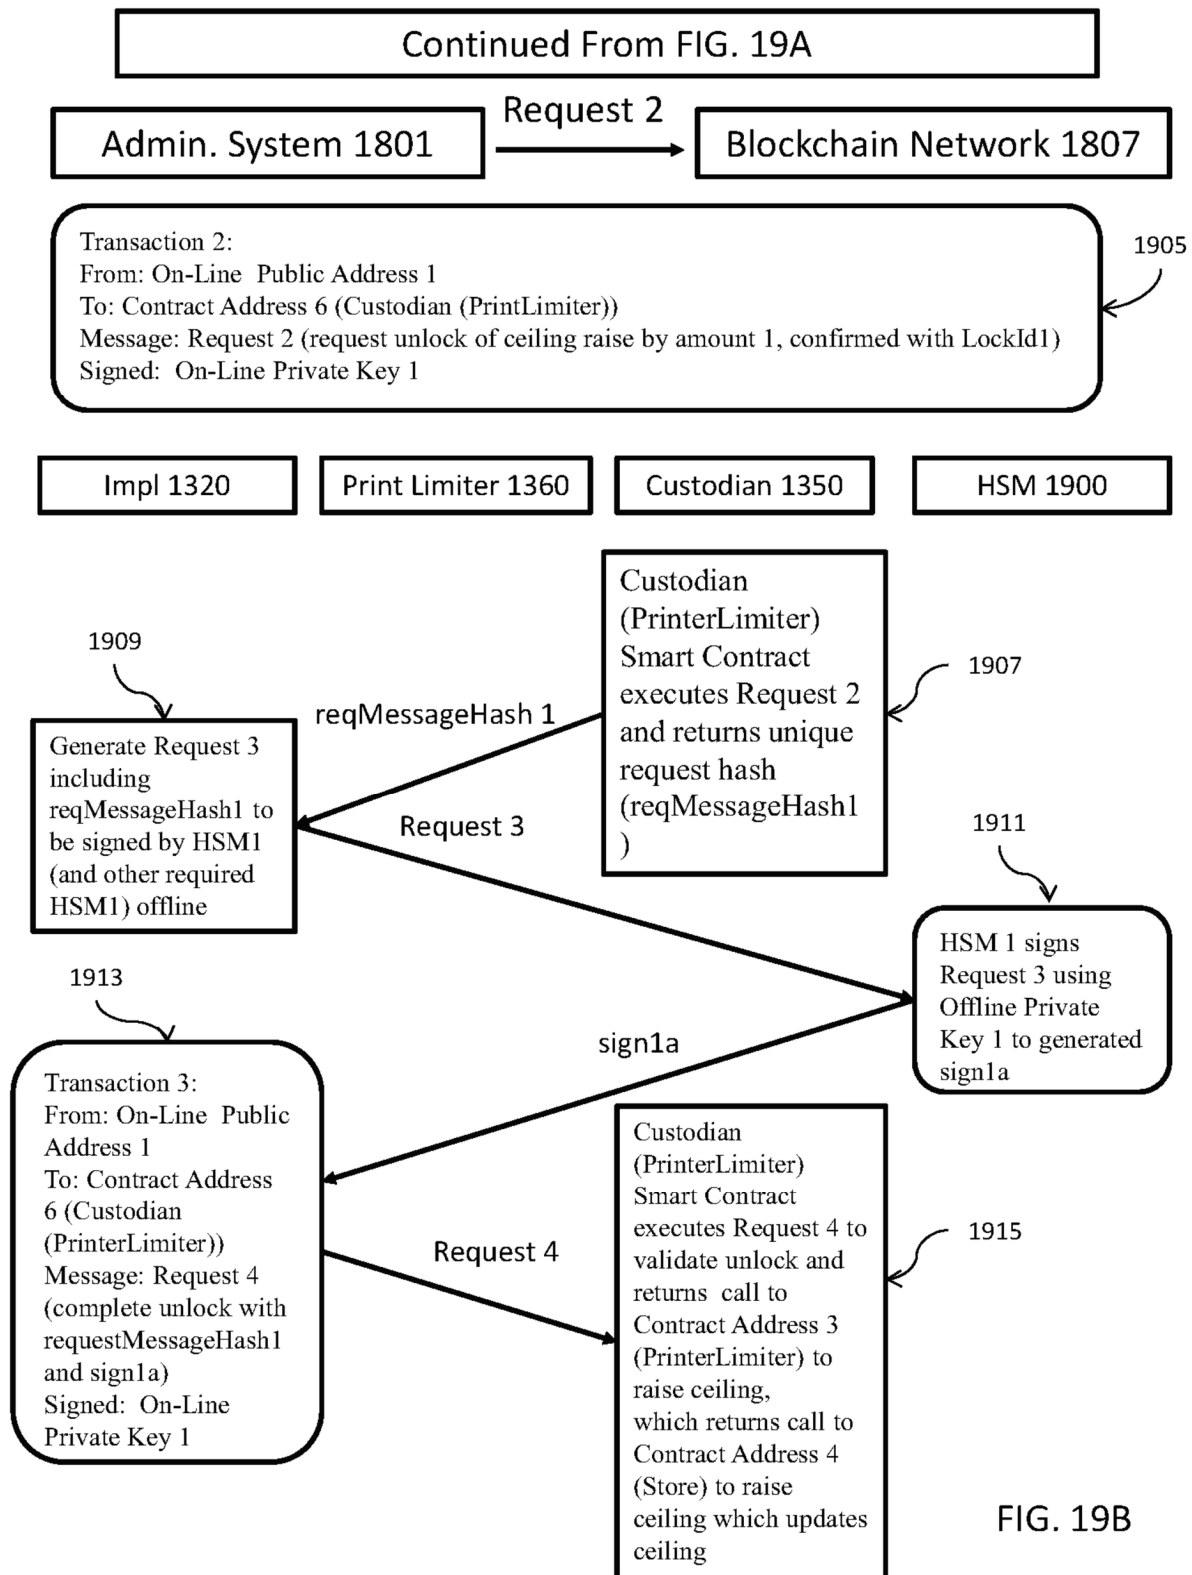 Continued From FIG. 19A
Request 2
Admin. System 1801
Blockchain Network 1807
Transaction 2:
From: On-Line Public Address 1
To: Contract Address 6 (Custodian (PrintLimiter))
Message: Request 2 (request unlock of ceiling raise by amount 1, confirmed with LockId1)
Signed: On-Line Private Key 1
1905
Impl 1320
Print Limiter 1360
Custodian 1350
HSM 1900
Custodian
(PrinterLimiter)
Smart Contract
executes Request 2
and returns unique
request hash
(reqMessageHash1
)
1907
1909
reqMessageHash 1
Generate Request 3
including
reqMessageHash1 to
be signed by HSM1
(and other required
HSM1) offline
Request 3
1911
HSM 1 signs
Request 3 using
Offline Private
Key 1 to generated
sign1a
1913
sign1a
Transaction 3:
From: On-Line Public
Address 1
To: Contract Address
6 (Custodian
(PrinterLimiter))
Message: Request 4
(complete unlock with
requestMessageHash1
and sign1a)
Signed: On-Line
Private Key 1
Request 4
Custodian
(PrinterLimiter)
Smart Contract
executes Request 4 to
validate unlock and
returns call to
Contract Address 3
(PrinterLimiter) to
raise ceiling,
which returns call to
Contract Address 4
(Store) to raise
ceiling which updates
ceiling
1915
FIG. 19B